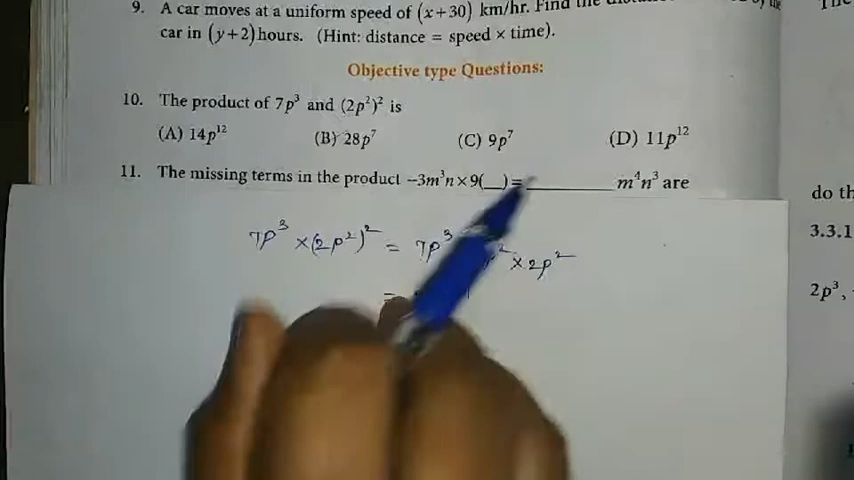 9. A car moves at a uniform speed of (x+30) km/hr. Find the
car in (y+2) hours. (Hint: distance = speed × time).
Objective type Questions:
10. The product of 7p³ and (2p²)² is
(A) 14p¹² (B) 28p⁷ (C) 9p⁷ (D) 11p¹²
11. The missing terms in the product −3m³n × 9(__) = ________ m⁴n³ are
7p³ × (2p²)² = 7p³ × 2p²
=
do th
3.3.1
2p³,